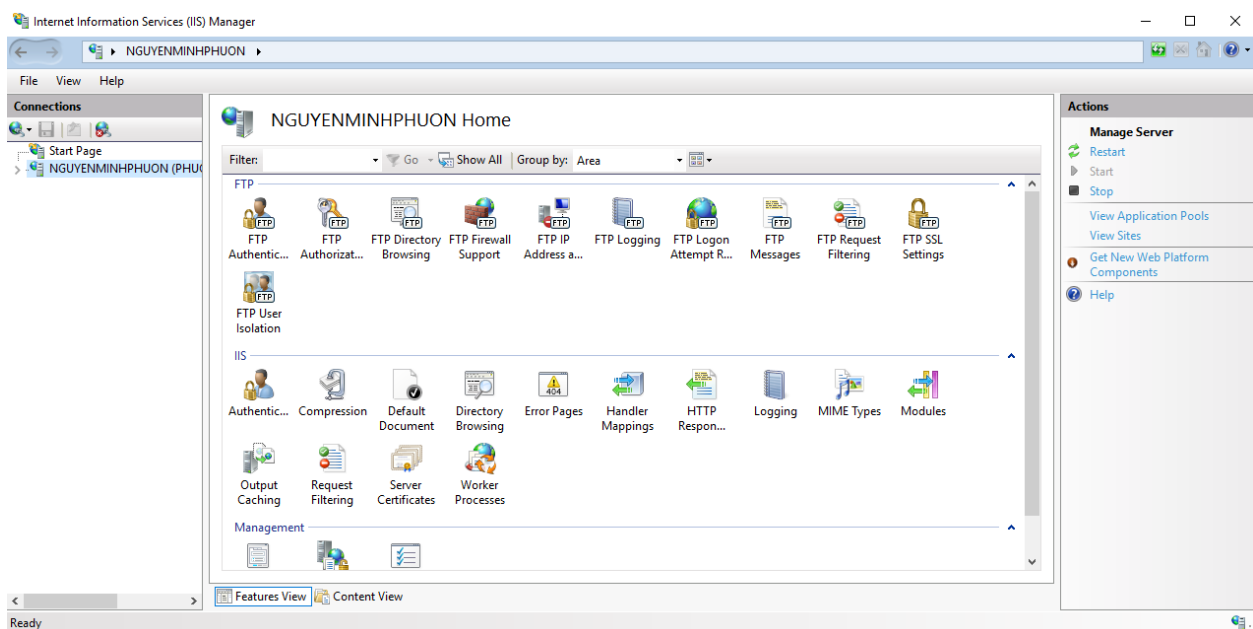 Internet Information Services (IIS) Manager
NGUYENMINHPHUON
File View Help
Connections
Start Page
NGUYENMINHPHUON (PHUO
NGUYENMINHPHUON Home
Filter: Go Show All Group by: Area
FTP
FTP Authentic...
FTP Authorizat...
FTP Directory Browsing
FTP Firewall Support
FTP IP Address a...
FTP Logging
FTP Logon Attempt R...
FTP Messages
FTP Request Filtering
FTP SSL Settings
FTP User Isolation
IIS
Authentic...
Compression
Default Document
Directory Browsing
404
Error Pages
Handler Mappings
HTTP Respon...
Logging
MIME Types
Modules
Output Caching
Request Filtering
Server Certificates
Worker Processes
Management
Features View Content View
Actions
Manage Server
Restart
Start
Stop
View Application Pools
View Sites
Get New Web Platform
Components
Help
Ready